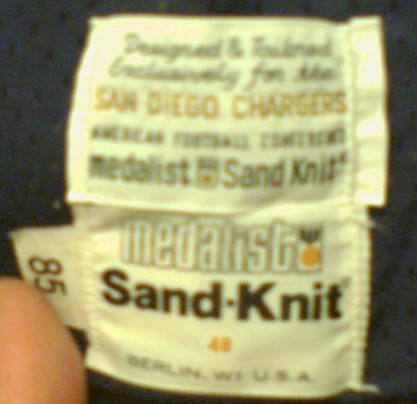 Designed & Tailored
Exclusively for the
SAN DIEGO CHARGERS
AMERICAN FOOTBALL CONFERENCE
medalist Sand Knit®
medalist
Sand·Knit®
48
BERLIN, WI U.S.A.
85